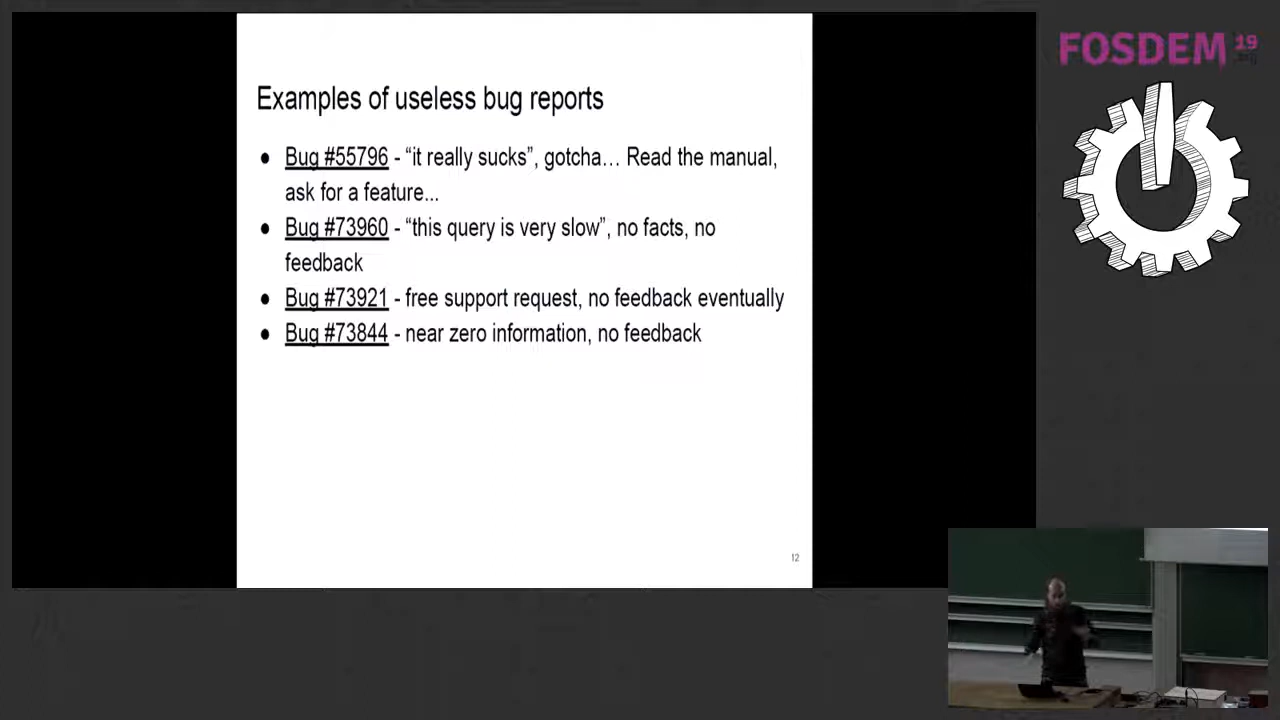 FOSDEM 19
.org
Examples of useless bug reports
● Bug #55796 - “it really sucks”, gotcha… Read the manual,
ask for a feature...
● Bug #73960 - “this query is very slow”, no facts, no
feedback
● Bug #73921 - free support request, no feedback eventually
● Bug #73844 - near zero information, no feedback
12